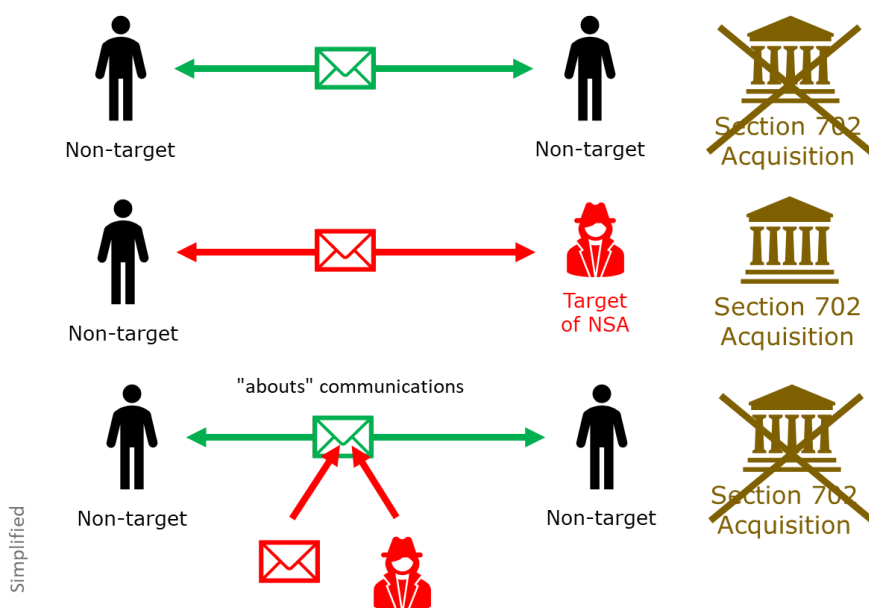 Non-target
Non-target
Section 702
Acquisition
Non-target
Target
of NSA
Section 702
Acquisition
"abouts" communications
Non-target
Non-target
Section 702
Acquisition
Simplified